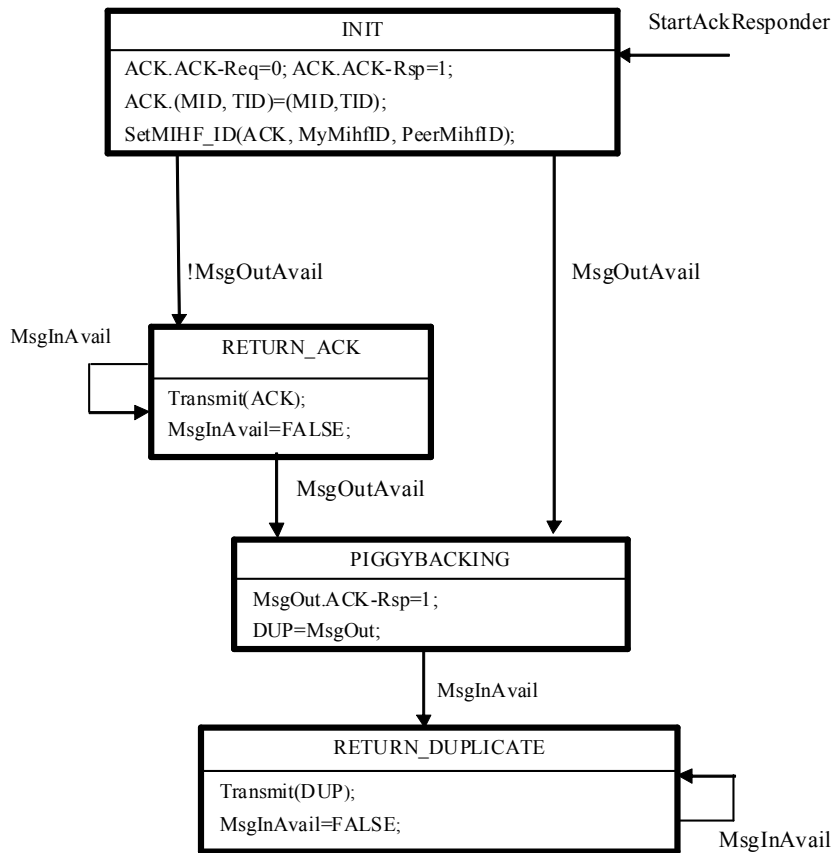 INIT
StartAckResponder
ACK.ACK-Req=0; ACK.ACK-Rsp=1;
ACK.(MID, TID)=(MID,TID);
SetMIHF_ID(ACK, MyMihfID, PeerMihfID);
!MsgOutAvail
MsgOutAvail
MsgInAvail
RETURN_ACK
Transmit(ACK);
MsgInAvail=FALSE;
MsgOutAvail
PIGGYBACKING
MsgOut.ACK-Rsp=1;
DUP=MsgOut;
MsgInAvail
RETURN_DUPLICATE
Transmit(DUP);
MsgInAvail=FALSE;
MsgInAvail